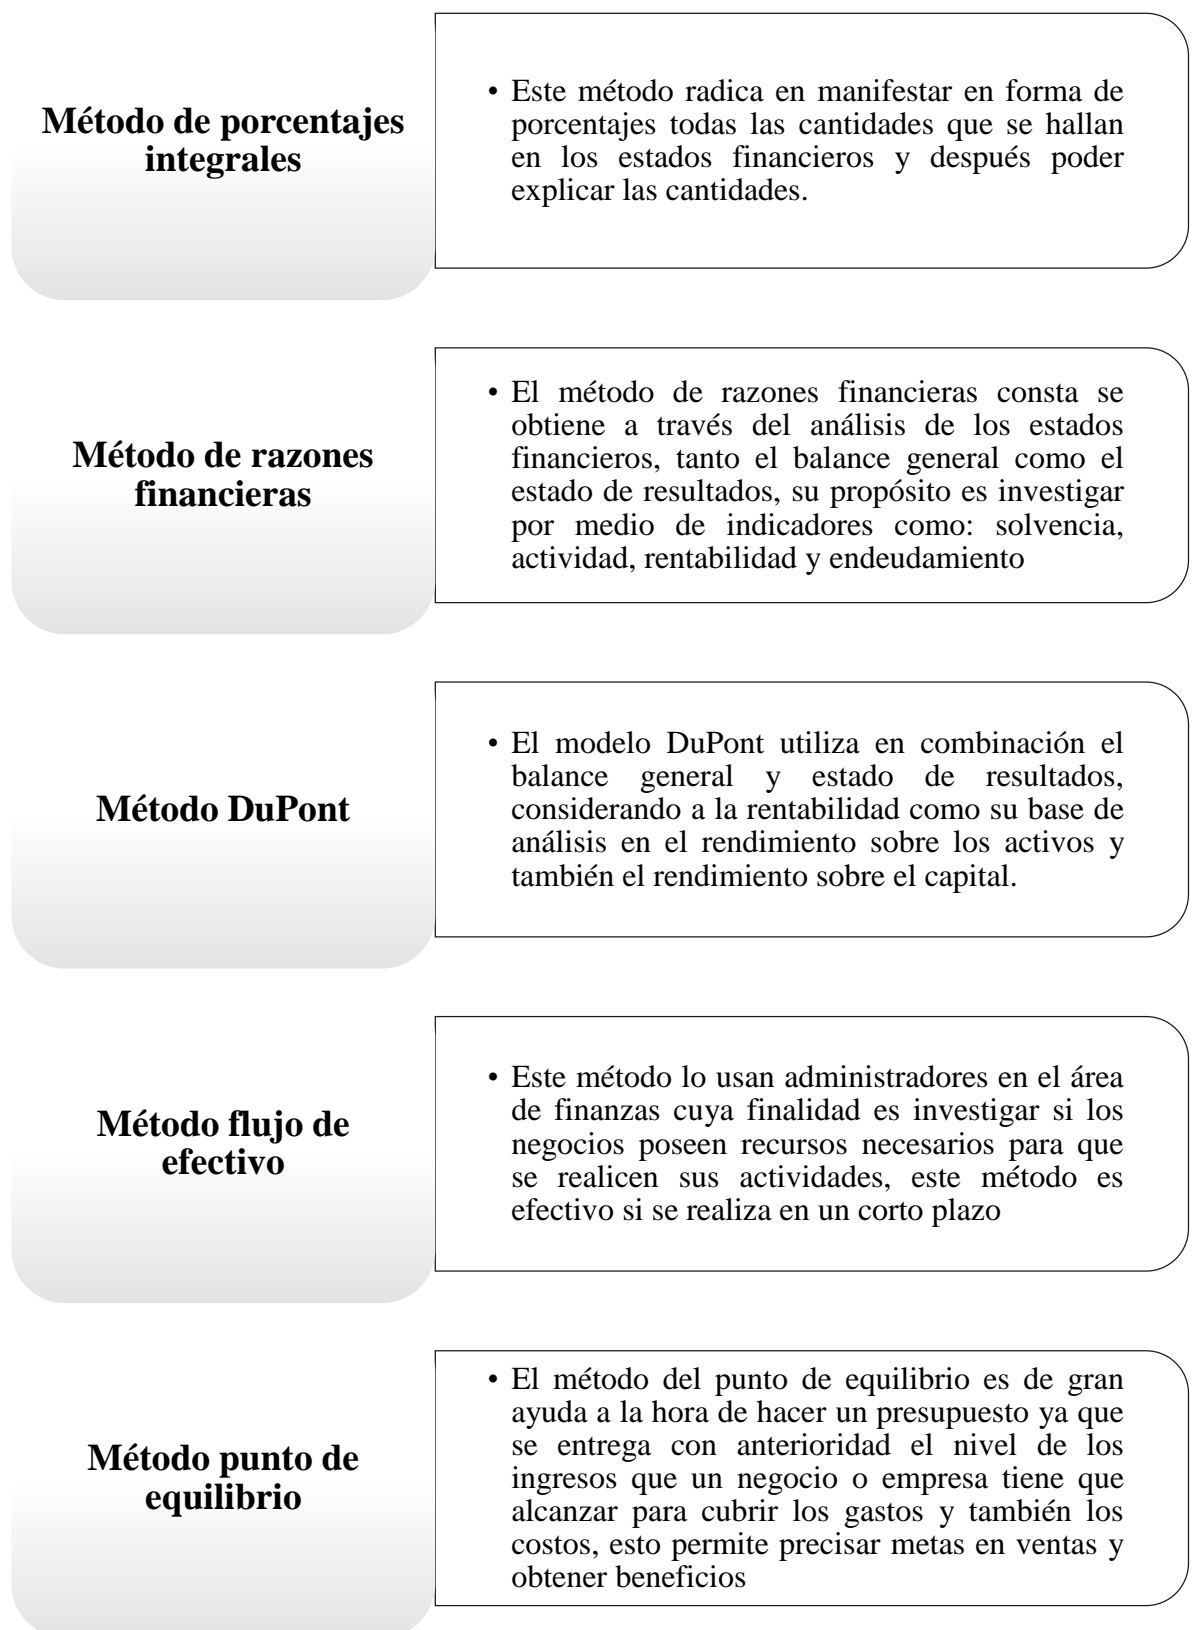 Método de porcentajes
integrales
• Este método radica en manifestar en forma de
porcentajes todas las cantidades que se hallan
en los estados financieros y después poder
explicar las cantidades.
Método de razones
financieras
• El método de razones financieras consta se
obtiene a través del análisis de los estados
financieros, tanto el balance general como el
estado de resultados, su propósito es investigar
por medio de indicadores como: solvencia,
actividad, rentabilidad y endeudamiento
Método DuPont
• El modelo DuPont utiliza en combinación el
balance general y estado de resultados,
considerando a la rentabilidad como su base de
análisis en el rendimiento sobre los activos y
también el rendimiento sobre el capital.
Método flujo de
efectivo
• Este método lo usan administradores en el área
de finanzas cuya finalidad es investigar si los
negocios poseen recursos necesarios para que
se realicen sus actividades, este método es
efectivo si se realiza en un corto plazo
Método punto de
equilibrio
• El método del punto de equilibrio es de gran
ayuda a la hora de hacer un presupuesto ya que
se entrega con anterioridad el nivel de los
ingresos que un negocio o empresa tiene que
alcanzar para cubrir los gastos y también los
costos, esto permite precisar metas en ventas y
obtener beneficios